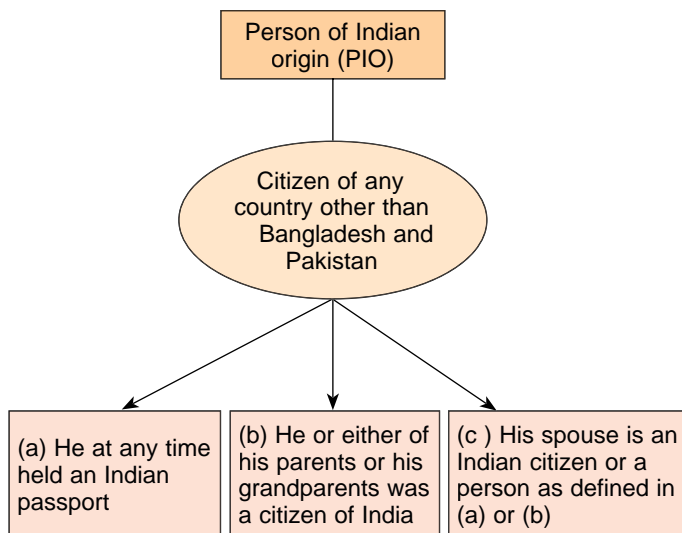 Person of Indian
origin (PIO)
Citizen of any
country other than
Bangladesh and
Pakistan
(a) He at any time
held an Indian
passport
(b) He or either of
his parents or his
grandparents was
a citizen of India
(c ) His spouse is an
Indian citizen or a
person as defined in
(a) or (b)